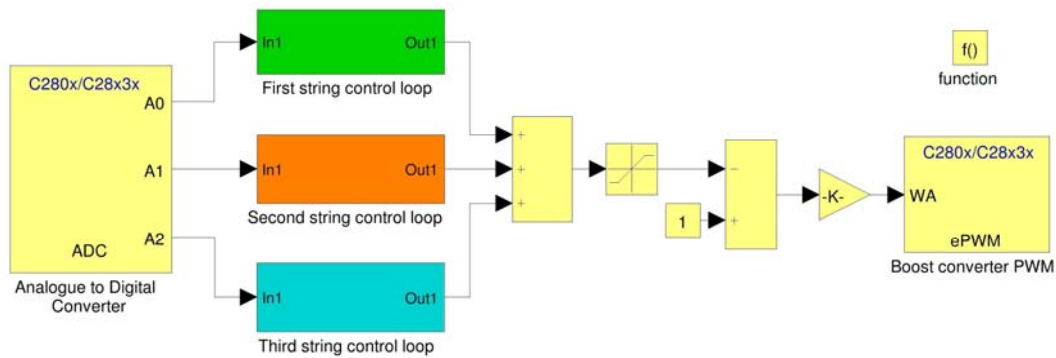 C280x/C28x3x
A0
A1
A2
ADC
Analogue to Digital
Converter
In1
Out1
First string control loop
In1
Out1
Second string control loop
In1
Out1
Third string control loop
+
+
+
−
+
1
-K-
f()
function
C280x/C28x3x
WA
ePWM
Boost converter PWM